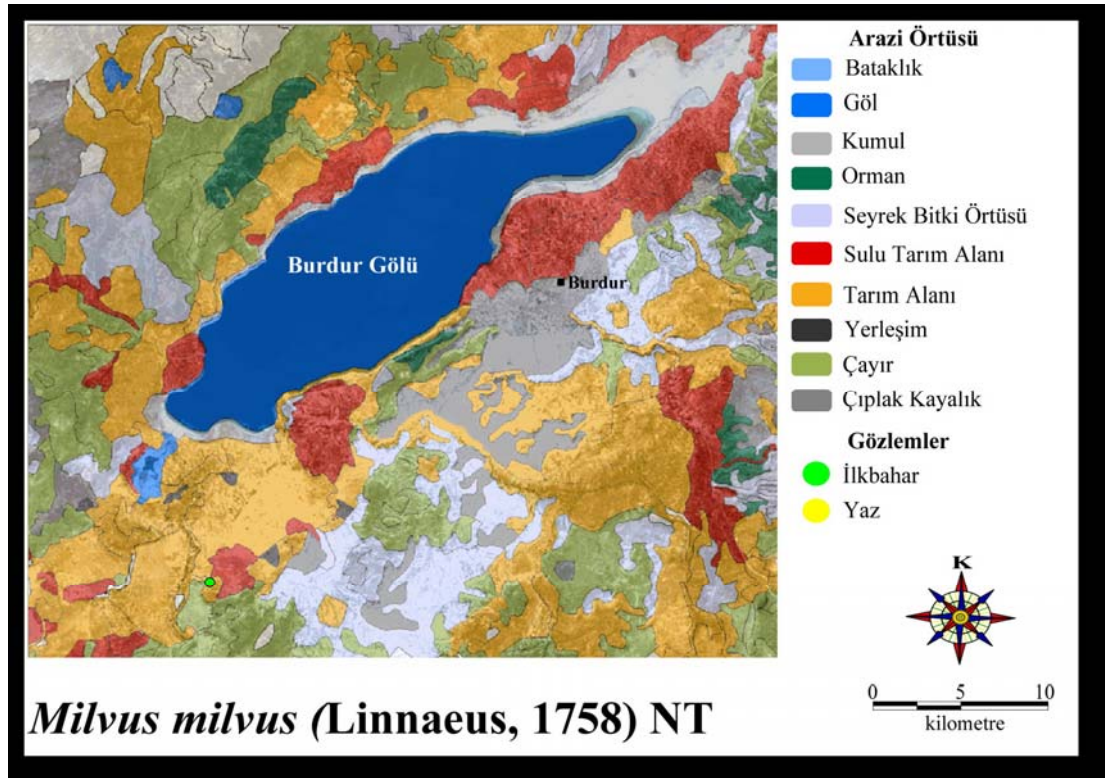 Burdur Gölü
Burdur
Arazi Örtüsü
Bataklık
Göl
Kumul
Orman
Seyrek Bitki Örtüsü
Sulu Tarım Alanı
Tarım Alanı
Yerleşim
Çayır
Çıplak Kayalık
Gözlemler
İlkbahar
Yaz
K
0 5 10
kilometre
Milvus milvus (Linnaeus, 1758) NT